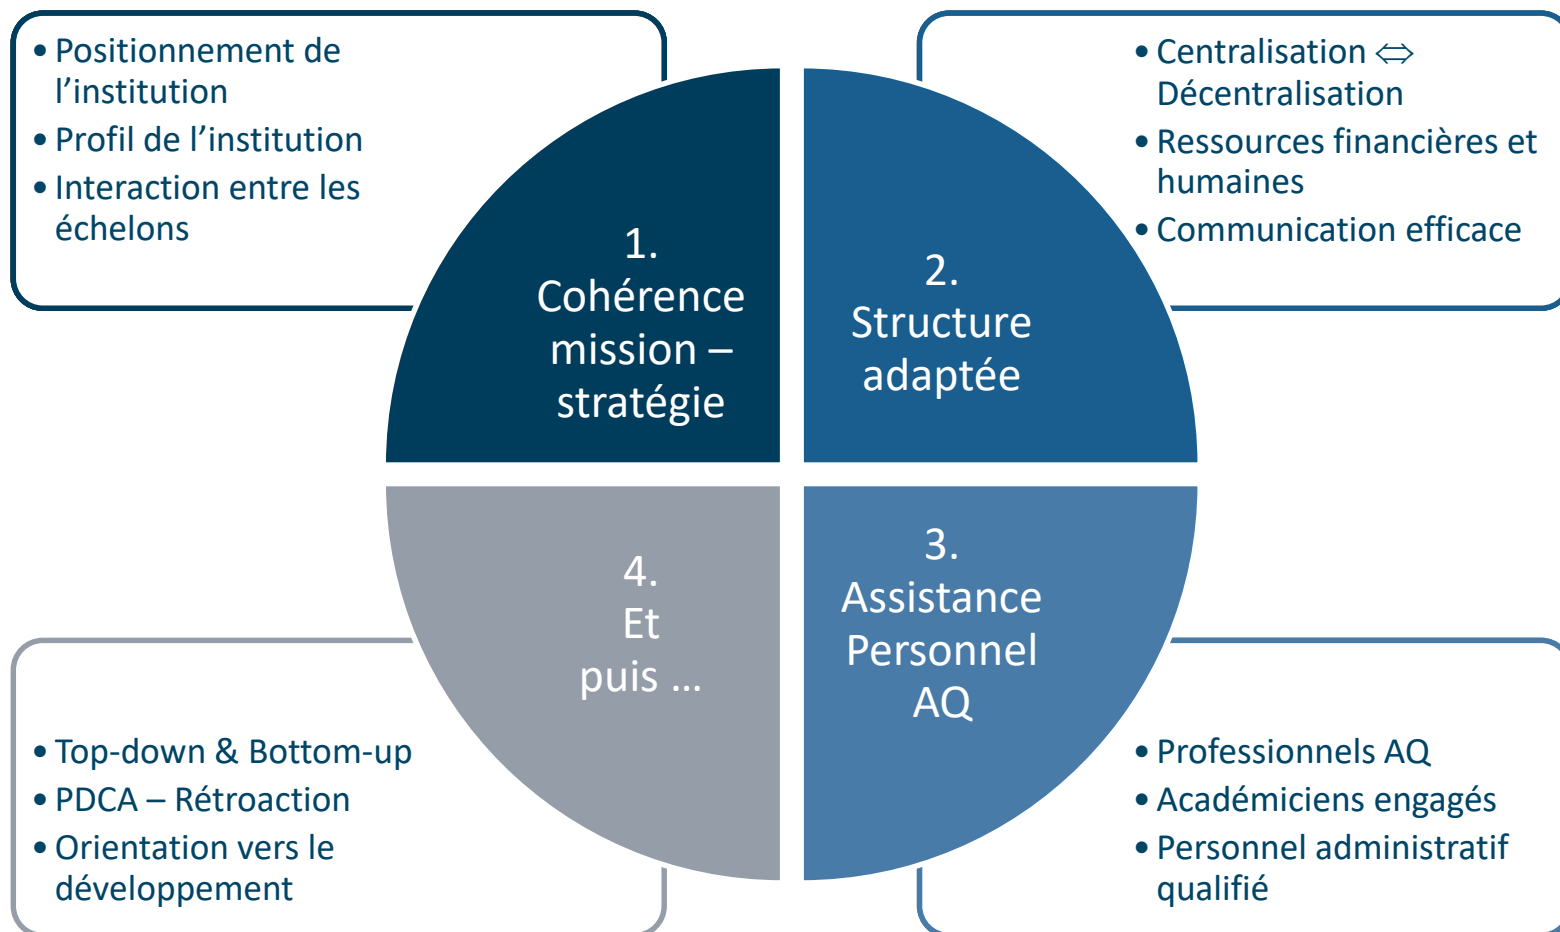 • Positionnement de
l’institution
• Profil de l’institution
• Interaction entre les
échelons
• Centralisation ⇔
Décentralisation
• Ressources financières et
humaines
• Communication efficace
1.
Cohérence
mission –
stratégie
2.
Structure
adaptée
4.
Et
puis …
3.
Assistance
Personnel
AQ
• Top-down & Bottom-up
• PDCA – Rétroaction
• Orientation vers le
développement
• Professionnels AQ
• Académiciens engagés
• Personnel administratif
qualifié